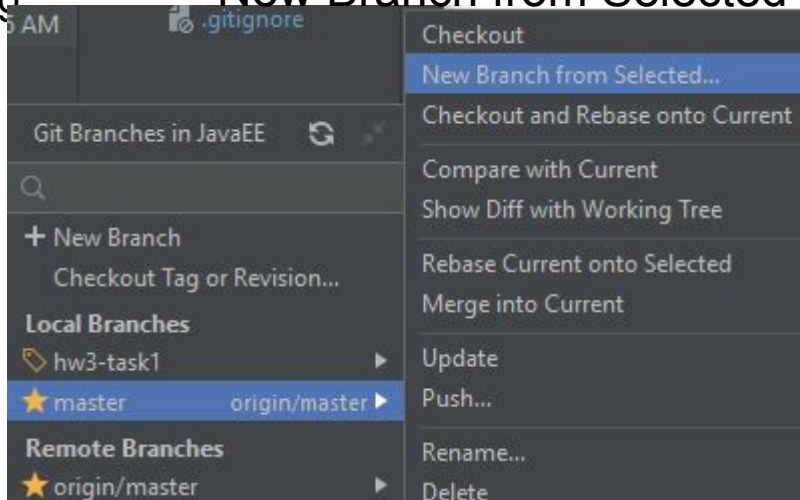 g New Branch from Selected
AM
.gitignore
Git Branches in JavaEE
+ New Branch
Checkout Tag or Revision...
Local Branches
hw3-task1
master origin/master
Remote Branches
origin/master
Checkout
New Branch from Selected...
Checkout and Rebase onto Current
Compare with Current
Show Diff with Working Tree
Rebase Current onto Selected
Merge into Current
Update
Push...
Rename...
Delete